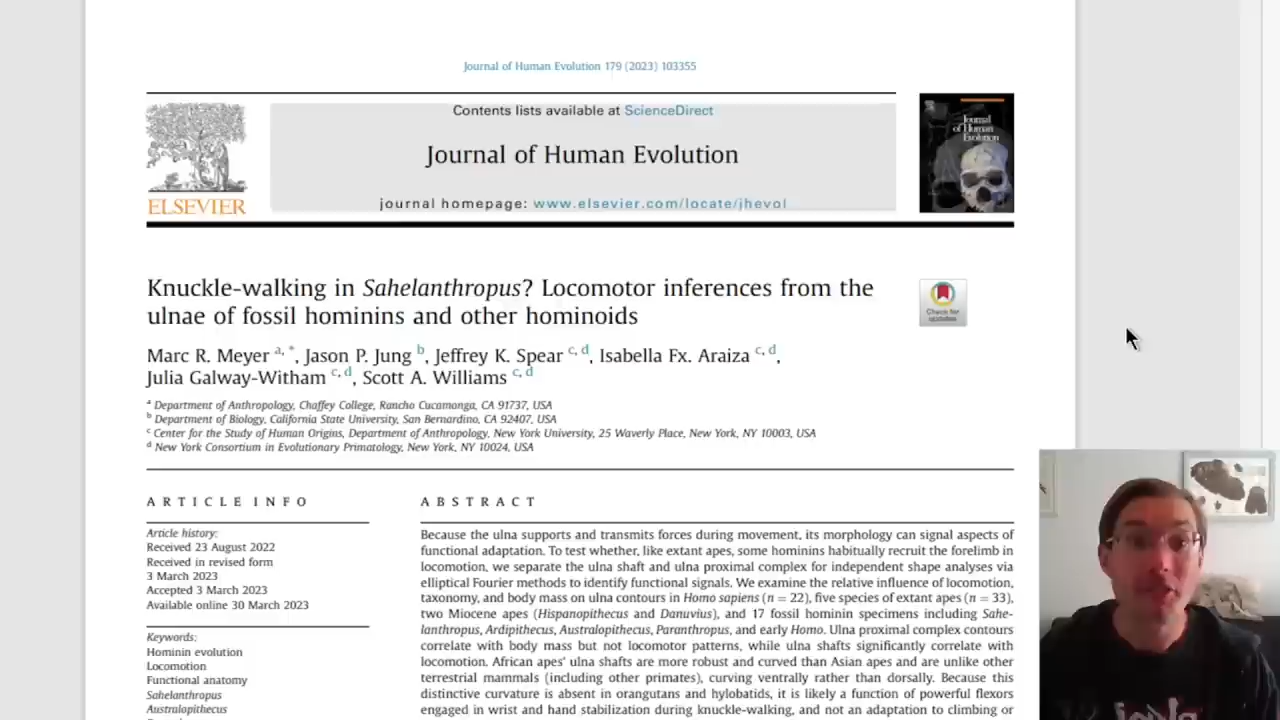 Journal of Human Evolution 179 (2023) 103355
Contents lists available at ScienceDirect
Journal of Human Evolution
journal homepage: www.elsevier.com/locate/jhevol
ELSEVIER
Journal
of Human
Evolution
Knuckle-walking in Sahelanthropus? Locomotor inferences from the
ulnae of fossil hominins and other hominoids
Check for
updates
Marc R. Meyer a, *, Jason P. Jung b, Jeffrey K. Spear c, d, Isabella Fx. Araiza c, d,
Julia Galway-Witham c, d, Scott A. Williams c, d
a Department of Anthropology, Chaffey College, Rancho Cucamonga, CA 91737, USA
b Department of Biology, California State University, San Bernardino, CA 92407, USA
c Center for the Study of Human Origins, Department of Anthropology, New York University, 25 Waverly Place, New York, NY 10003, USA
d New York Consortium in Evolutionary Primatology, New York, NY 10024, USA
ARTICLE INFO
Article history:
Received 23 August 2022
Received in revised form
3 March 2023
Accepted 3 March 2023
Available online 30 March 2023
Keywords:
Hominin evolution
Locomotion
Functional anatomy
Sahelanthropus
Australopithecus
ABSTRACT
Because the ulna supports and transmits forces during movement, its morphology can signal aspects of
functional adaptation. To test whether, like extant apes, some hominins habitually recruit the forelimb in
locomotion, we separate the ulna shaft and ulna proximal complex for independent shape analyses via
elliptical Fourier methods to identify functional signals. We examine the relative influence of locomotion,
taxonomy, and body mass on ulna contours in Homo sapiens (n = 22), five species of extant apes (n = 33),
two Miocene apes (Hispanopithecus and Danuvius), and 17 fossil hominin specimens including Sahe-
lanthropus, Ardipithecus, Australopithecus, Paranthropus, and early Homo. Ulna proximal complex contours
correlate with body mass but not locomotor patterns, while ulna shafts significantly correlate with
locomotion. African apes' ulna shafts are more robust and curved than Asian apes and are unlike other
terrestrial mammals (including other primates), curving ventrally rather than dorsally. Because this
distinctive curvature is absent in orangutans and hylobatids, it is likely a function of powerful flexors
engaged in wrist and hand stabilization during knuckle-walking, and not an adaptation to climbing or